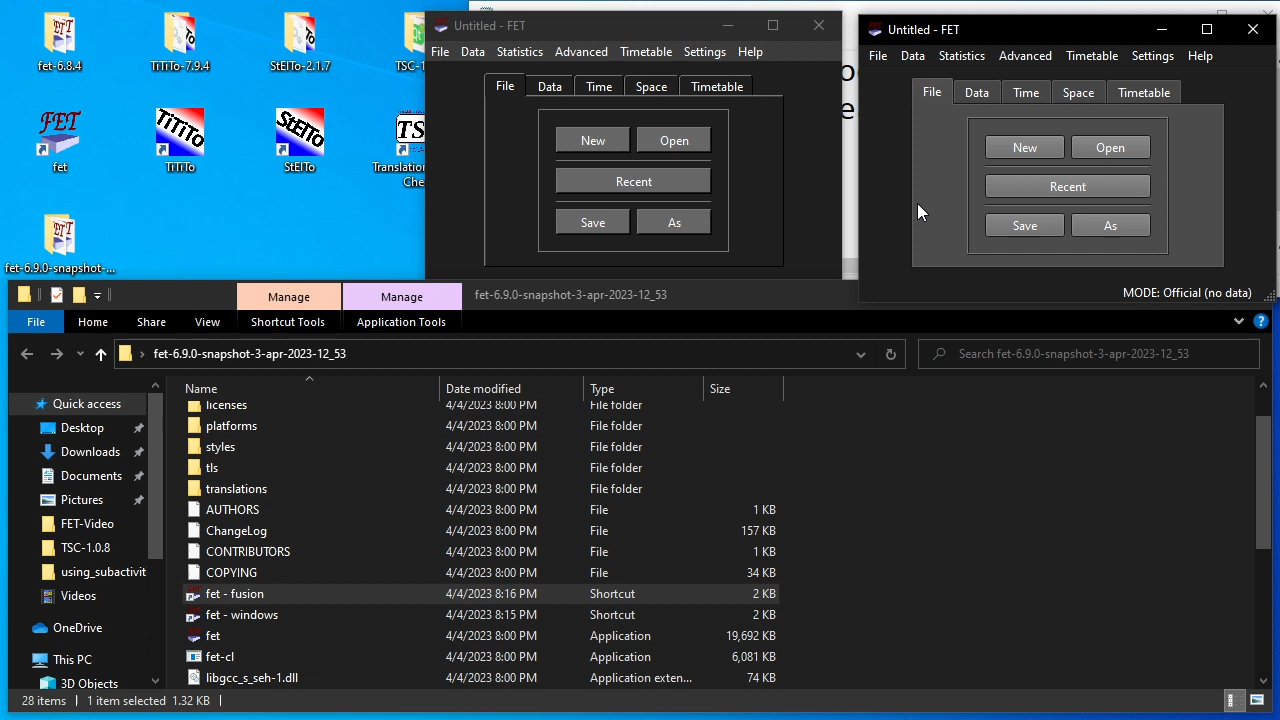 fet-6.8.4
TiTiTo-7.9.4
StEITo-2.1.7
TSC-1
FET
fet
TiTiTo
TiTiTo
StEITo
StEITo
TS
Translation
Che
fet-6.9.0-snapshot-...
Untitled - FET
File Data Statistics Advanced Timetable Settings Help
File Data Time Space Timetable
New Open
Recent
Save As
Untitled - FET
File Data Statistics Advanced Timetable Settings Help
File Data Time Space Timetable
New Open
Recent
Save As
MODE: Official (no data)
Manage Manage fet-6.9.0-snapshot-3-apr-2023-12_53
File Home Share View Shortcut Tools Application Tools
fet-6.9.0-snapshot-3-apr-2023-12_53
Search fet-6.9.0-snapshot-3-apr-2023-12_53
Quick access
Desktop
Downloads
Documents
Pictures
FET-Video
TSC-1.0.8
using_subactivit
Videos
OneDrive
This PC
3D Objects
Name Date modified Type Size
licenses 4/4/2023 8:00 PM File folder
platforms 4/4/2023 8:00 PM File folder
styles 4/4/2023 8:00 PM File folder
tls 4/4/2023 8:00 PM File folder
translations 4/4/2023 8:00 PM File folder
AUTHORS 4/4/2023 8:00 PM File 1 KB
ChangeLog 4/4/2023 8:00 PM File 157 KB
CONTRIBUTORS 4/4/2023 8:00 PM File 1 KB
COPYING 4/4/2023 8:00 PM File 34 KB
fet - fusion 4/4/2023 8:16 PM Shortcut 2 KB
fet - windows 4/4/2023 8:15 PM Shortcut 2 KB
fet 4/4/2023 8:00 PM Application 19,692 KB
fet-cl 4/4/2023 8:00 PM Application 6,081 KB
libgcc_s_seh-1.dll 4/4/2023 8:00 PM Application exten... 74 KB
28 items 1 item selected 1.32 KB